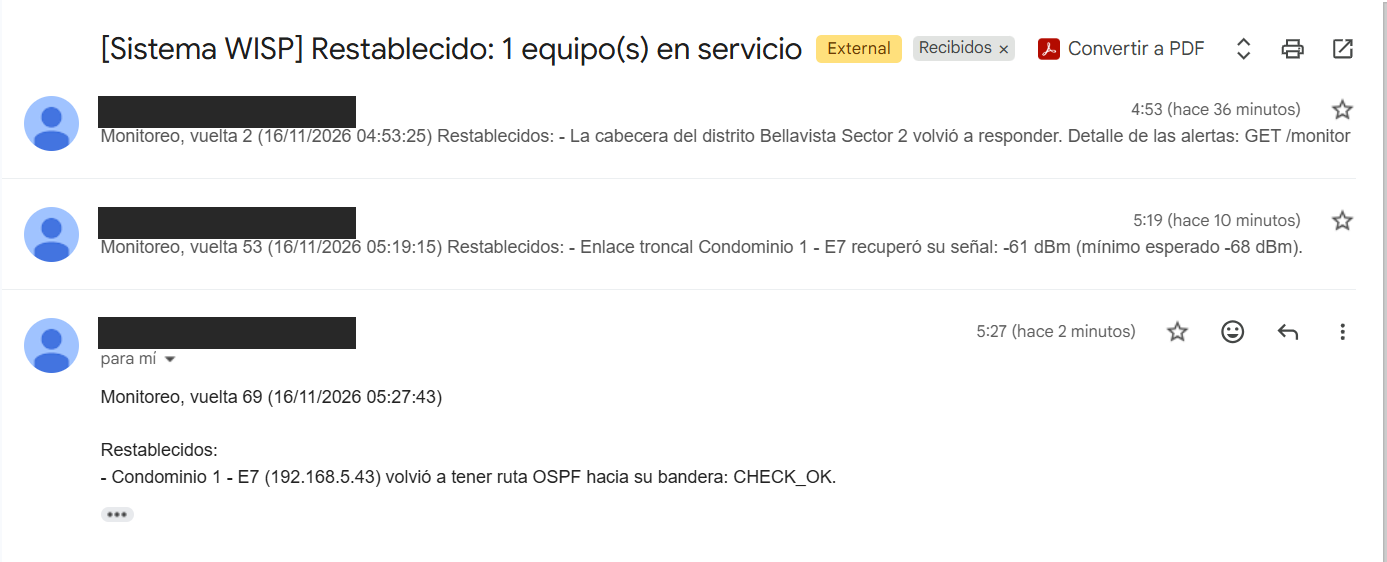 [Sistema WISP] Restablecido: 1 equipo(s) en servicio External Recibidos × Convertir a PDF
4:53 (hace 36 minutos)
Monitoreo, vuelta 2 (16/11/2026 04:53:25) Restablecidos: - La cabecera del distrito Bellavista Sector 2 volvió a responder. Detalle de las alertas: GET /monitor
5:19 (hace 10 minutos)
Monitoreo, vuelta 53 (16/11/2026 05:19:15) Restablecidos: - Enlace troncal Condominio 1 - E7 recuperó su señal: -61 dBm (mínimo esperado -68 dBm).
5:27 (hace 2 minutos)
para mí
Monitoreo, vuelta 69 (16/11/2026 05:27:43)
Restablecidos:
- Condominio 1 - E7 (192.168.5.43) volvió a tener ruta OSPF hacia su bandera: CHECK_OK.